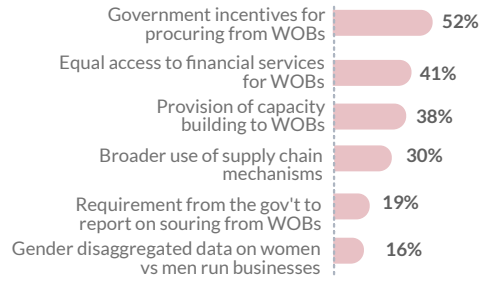 Government incentives for
procuring from WOBs
52%
Equal access to financial services
for WOBs
41%
Provision of capacity
building to WOBs
38%
Broader use of supply chain
mechanisms
30%
Requirement from the gov't to
report on souring from WOBs
19%
Gender disaggregated data on women
vs men run businesses
16%